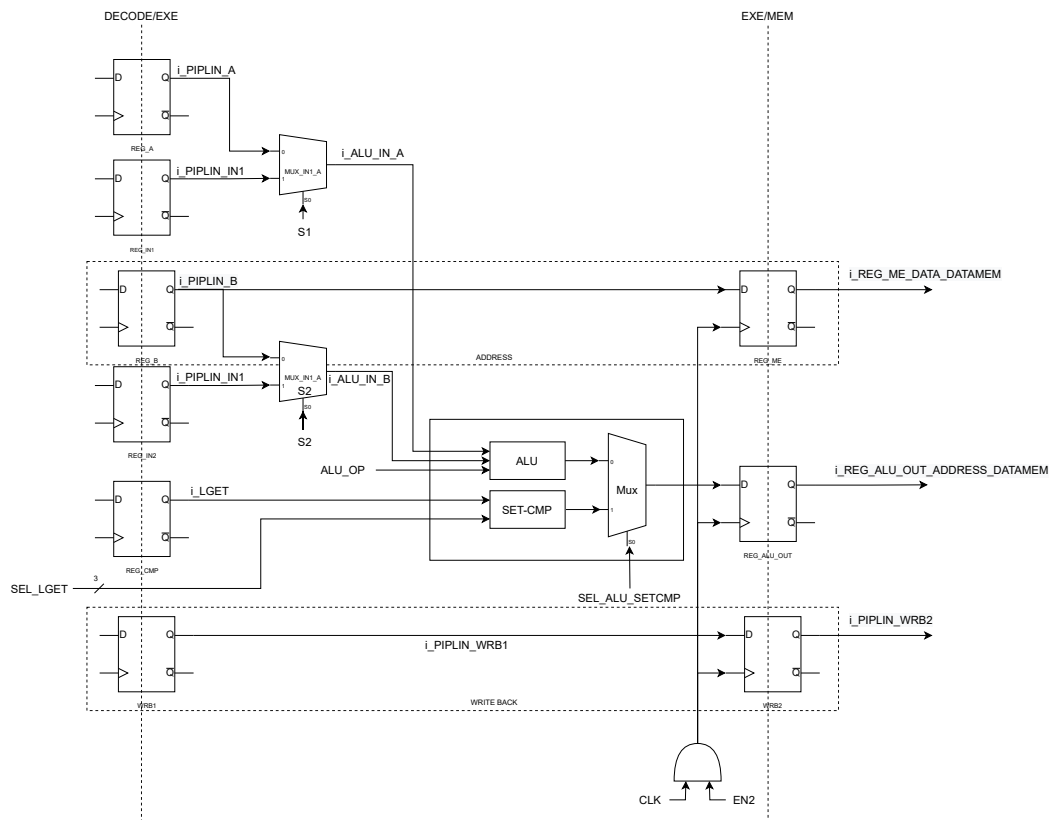 DECODE/EXE
EXE/MEM
D
Q
i_PIPLIN_A
Q
REG_A
0
i_ALU_IN_A
D
Q
i_PIPLIN_IN1
1
MUX_IN1_A
S0
Q
S1
REG_IN1
D
Q
i_PIPLIN_B
D
Q
i_REG_ME_DATA_DATAMEM
Q
Q
REG_B
ADDRESS
REG_ME
0
D
Q
i_PIPLIN_IN1
1
MUX_IN1_A
i_ALU_IN_B
S2
S0
Q
S2
REG_IN2
ALU_OP
ALU
0
i_REG_ALU_OUT_ADDRESS_DATAMEM
D
Q
i_LGET
Mux
D
Q
SET-CMP
1
Q
S0
Q
REG_CMP
REG_ALU_OUT
SEL_LGET
3
SEL_ALU_SETCMP
D
Q
i_PIPLIN_WRB1
D
Q
i_PIPLIN_WRB2
Q
Q
WRB1
WRITE BACK
WRB2
CLK
EN2